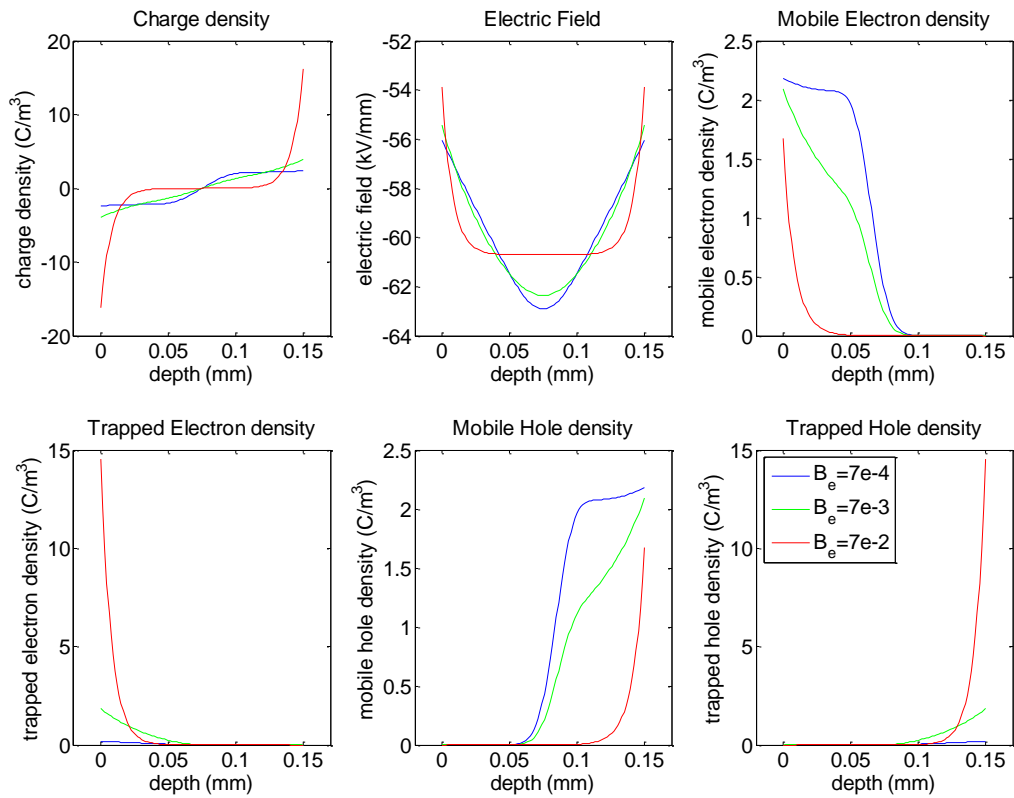 Charge density
20
10
0
-10
-20
0 0.05 0.1 0.15
depth (mm)
charge density (C/m³)
Electric Field
-52
-54
-56
-58
-60
-62
-64
0 0.05 0.1 0.15
depth (mm)
electric field (kV/mm)
Mobile Electron density
2.5
2
1.5
1
0.5
0
0 0.05 0.1 0.15
depth (mm)
mobile electron density (C/m³)
Trapped Electron density
15
10
5
0
0 0.05 0.1 0.15
depth (mm)
trapped electron density (C/m³)
Mobile Hole density
2.5
2
1.5
1
0.5
0
0 0.05 0.1 0.15
depth (mm)
mobile hole density (C/m³)
Trapped Hole density
15
10
5
0
0 0.05 0.1 0.15
depth (mm)
trapped hole density (C/m³)
B_e=7e-4
B_e=7e-3
B_e=7e-2